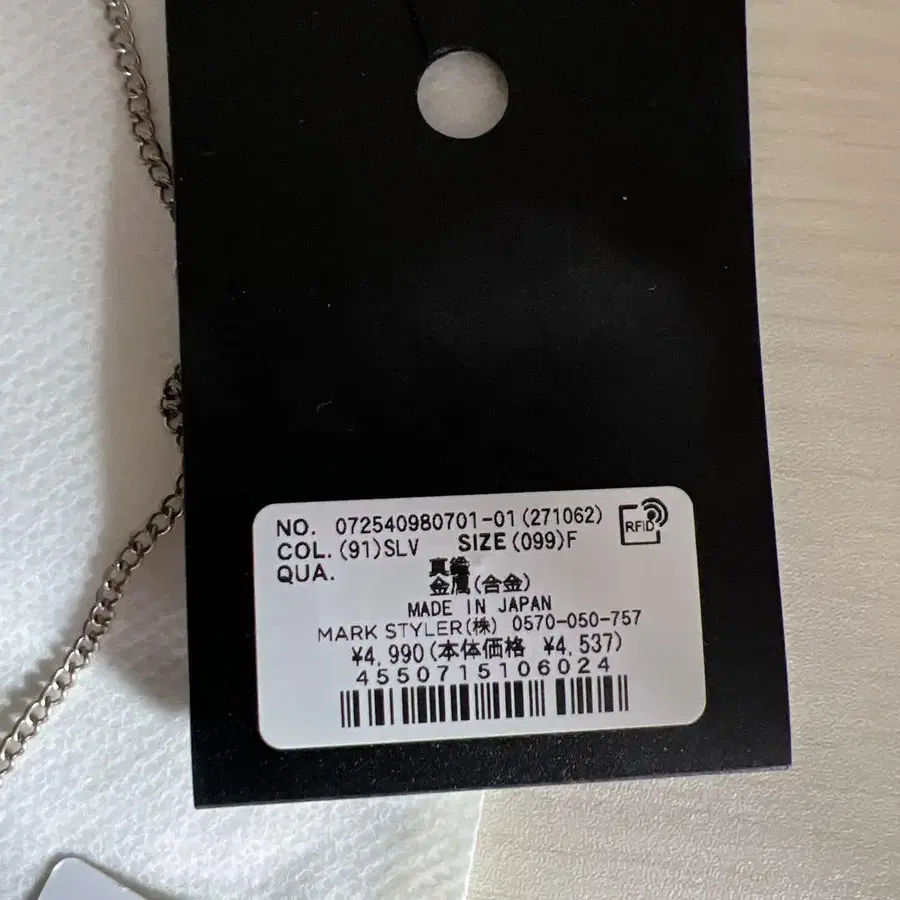 NO. 072540980701-01(271062)
COL.(91)SLV SIZE(099)F
RFID
QUA. 真鍮
金属(合金)
MADE IN JAPAN
MARK STYLER(株) 0570-050-757
¥4,990(本体価格 ¥4,537)
4550715106024